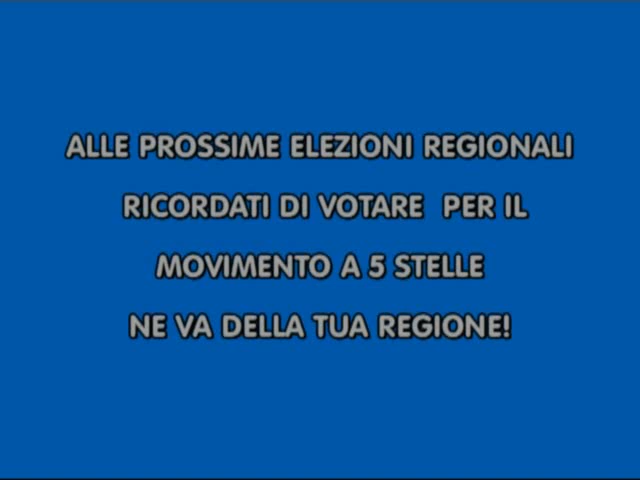 ALLE PROSSIME ELEZIONI REGIONALI
RICORDATI DI VOTARE PER IL
MOVIMENTO A 5 STELLE
NE VA DELLA TUA REGIONE!